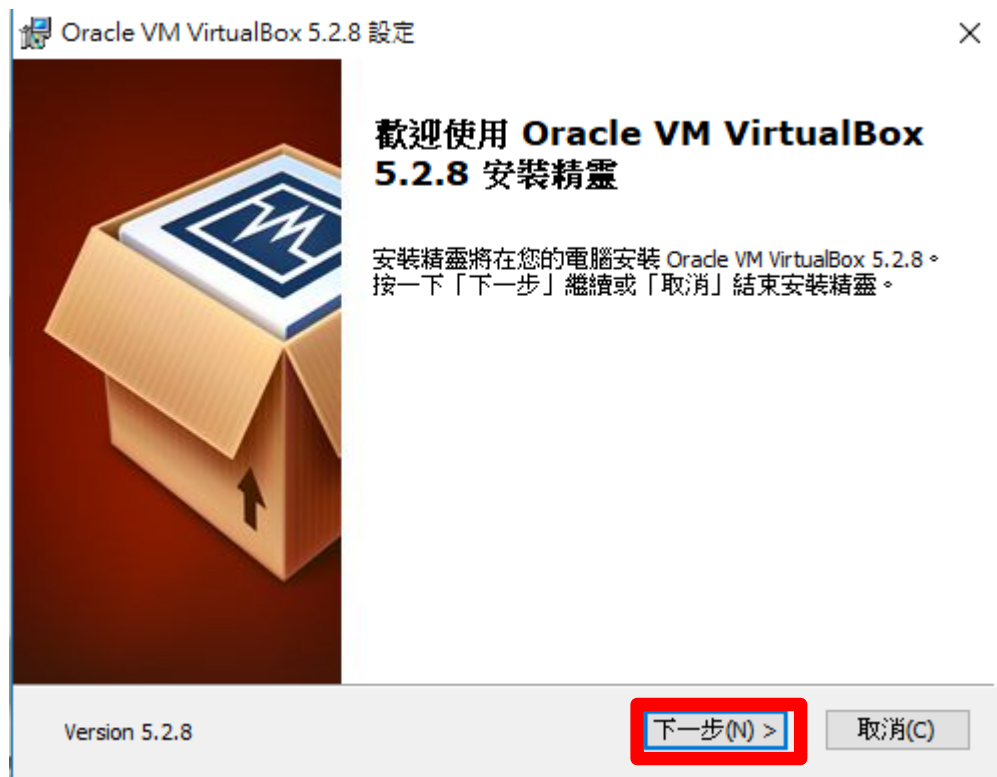 Oracle VM VirtualBox 5.2.8 設定
歡迎使用 Oracle VM VirtualBox
5.2.8 安裝精靈
安裝精靈將在您的電腦安裝 Oracle VM VirtualBox 5.2.8。
按一下「下一步」繼續或「取消」結束安裝精靈。
Version 5.2.8
下一步(N) >
取消(C)